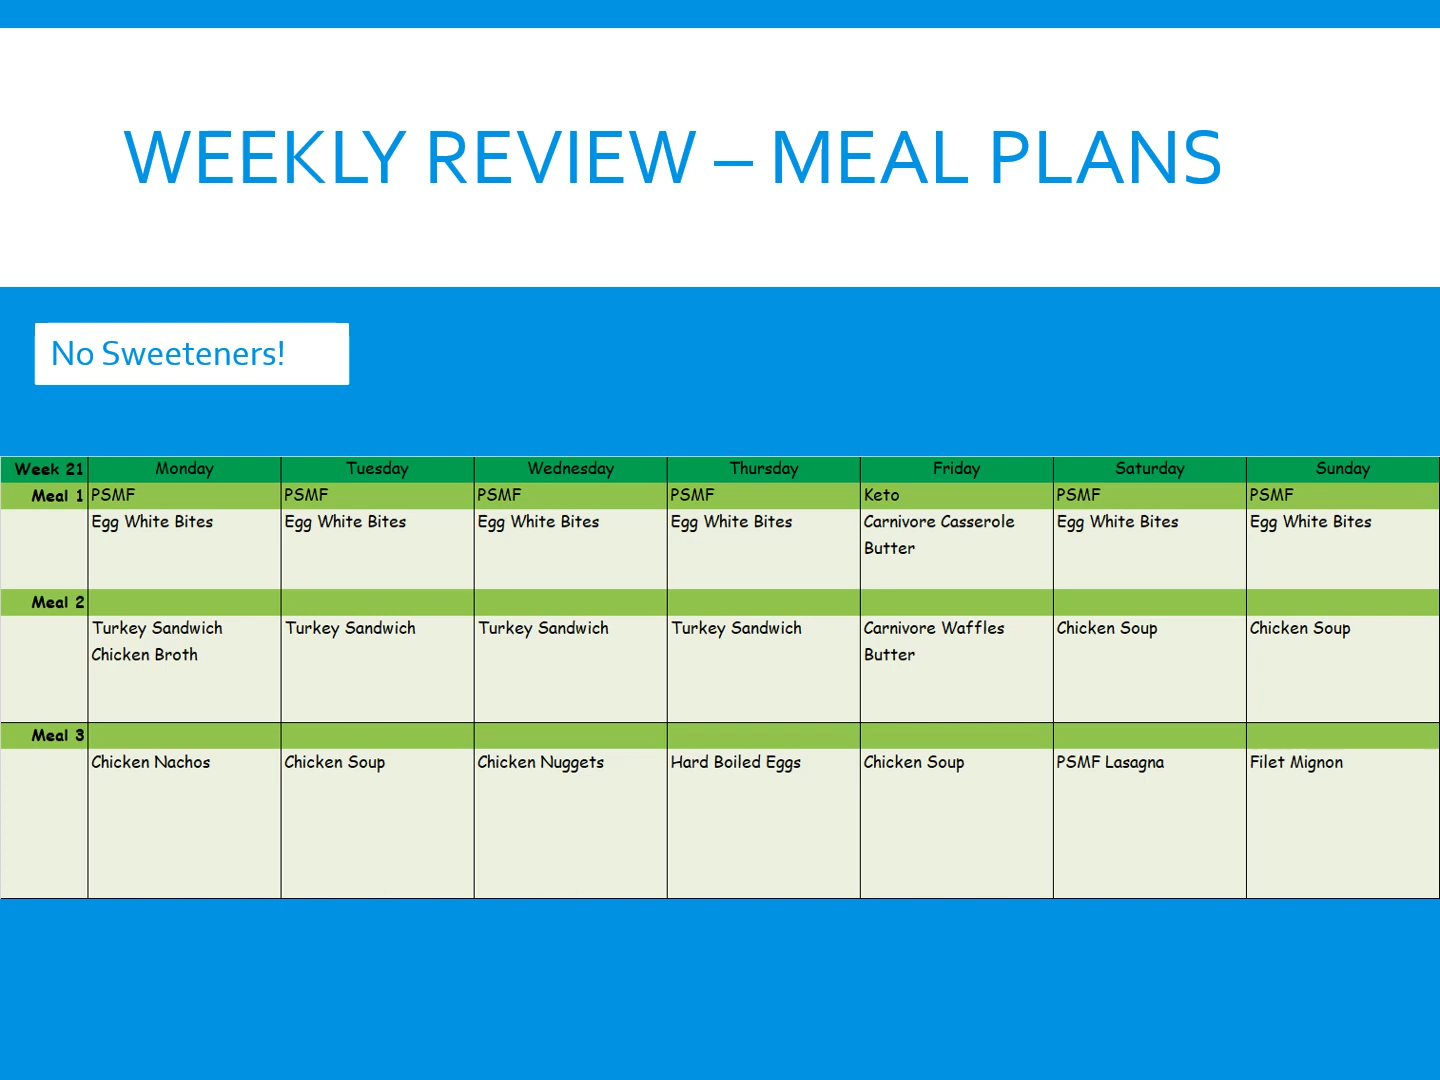 WEEKLY REVIEW – MEAL PLANS
No Sweeteners!
Week 21 Monday Tuesday Wednesday Thursday Friday Saturday Sunday
Meal 1 PSMF PSMF PSMF PSMF Keto PSMF PSMF
Egg White Bites Egg White Bites Egg White Bites Egg White Bites Carnivore Casserole Egg White Bites Egg White Bites
Butter
Meal 2
Turkey Sandwich Turkey Sandwich Turkey Sandwich Turkey Sandwich Carnivore Waffles Chicken Soup Chicken Soup
Chicken Broth Butter
Meal 3
Chicken Nachos Chicken Soup Chicken Nuggets Hard Boiled Eggs Chicken Soup PSMF Lasagna Filet Mignon